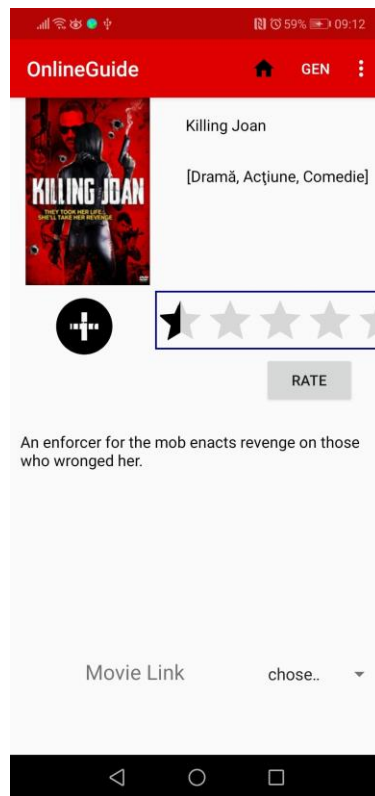 59% 09:12
OnlineGuide GEN
Killing Joan
[Dramă, Acţiune, Comedie]
KILLING JOAN
THEY TOOK HER LIFE.
SHE'LL TAKE HER REVENGE
RATE
An enforcer for the mob enacts revenge on those
who wronged her.
Movie Link chose..